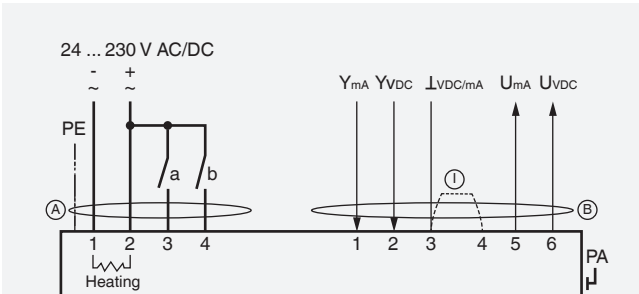 24 ... 230 V AC/DC
- +
~ ~
YmA YVDC ⊥VDC/mA UmA UVDC
PE
a b
I
A B
1 2 3 4 1 2 3 4 5 6
PA
Heating